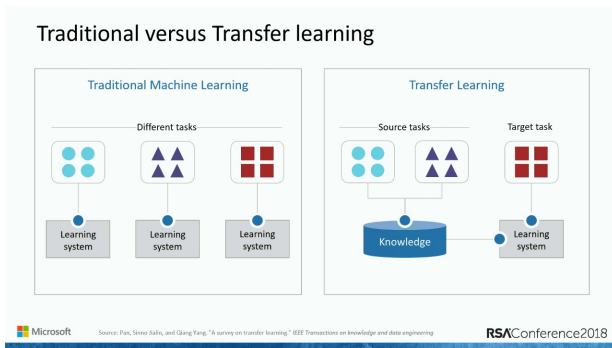 Traditional versus Transfer learning
Traditional Machine Learning
Different tasks
Learning
system
Learning
system
Learning
system
Transfer Learning
Source tasks
Target task
Knowledge
Learning
system
Microsoft
Source: Pan, Sinno Jialin, and Qiang Yang. "A survey on transfer learning." IEEE Transactions on knowledge and data engineering
RSAConference2018